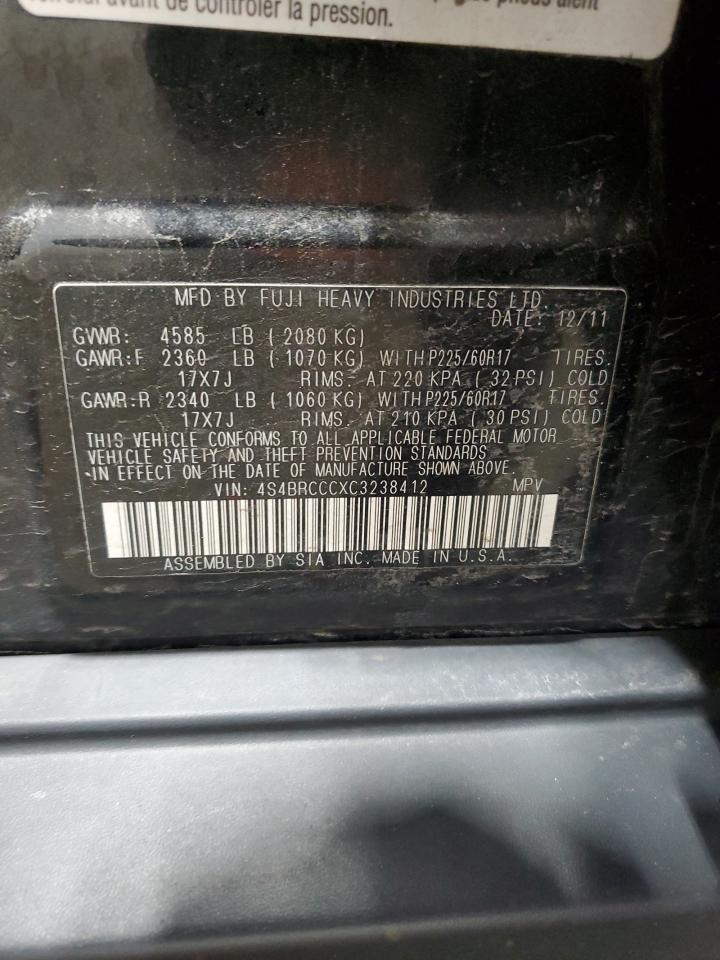 avant de contrôler la pression.
pneus aient
MFD BY FUJI HEAVY INDUSTRIES LTD.
DATE: 12/11
GVWR: 4585 LB ( 2080 KG)
GAWR:F 2360 LB ( 1070 KG) WITH P225/60R17 TIRES.
17X7J RIMS. AT 220 KPA ( 32 PSI) COLD
GAWR:R 2340 LB ( 1060 KG) WITH P225/60R17 TIRES.
17X7J RIMS. AT 210 KPA ( 30 PSI) COLD
THIS VEHICLE CONFORMS TO ALL APPLICABLE FEDERAL MOTOR
VEHICLE SAFETY AND THEFT PREVENTION STANDARDS
IN EFFECT ON THE DATE OF MANUFACTURE SHOWN ABOVE.
VIN: 4S4BRCCCXC3238412 MPV
ASSEMBLED BY SIA INC. MADE IN U.S.A.